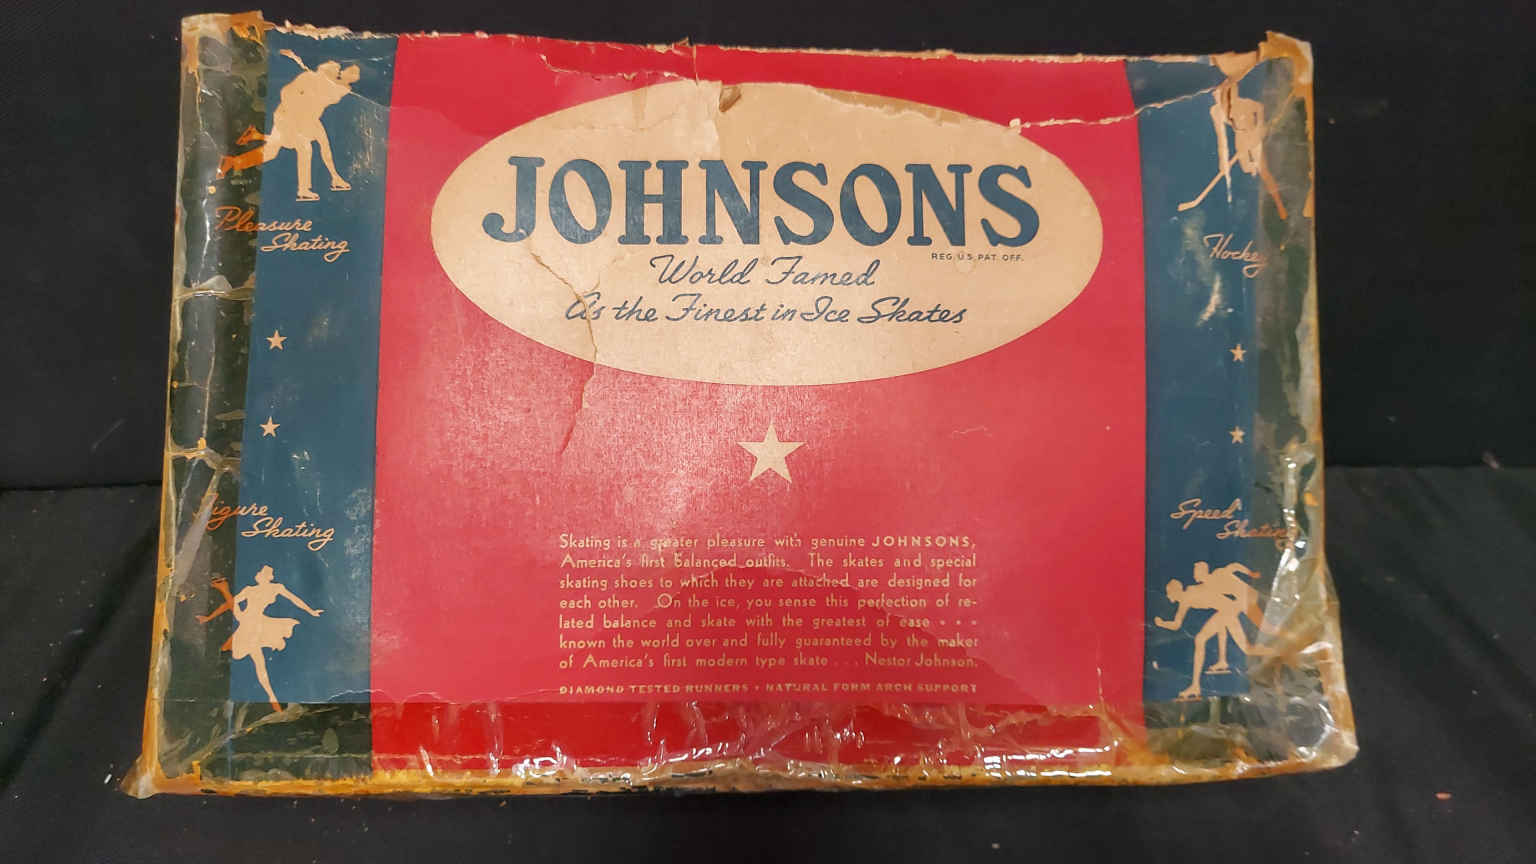 JOHNSONS
REG. U.S. PAT. OFF.
World Famed
As the Finest in Ice Skates
Pleasure
Skating
Hockey
Figure
Skating
Speed
Skating
Skating is a greater pleasure with genuine JOHNSONS,
America's first balanced outfits. The skates and special
skating shoes to which they are attached are designed for
each other. On the ice, you sense this perfection of re-
lated balance and skate with the greatest of ease • • •
known the world over and fully guaranteed by the maker
of America's first modern type skate . . . Nestor Johnson.
DIAMOND TESTED RUNNERS • NATURAL FORM ARCH SUPPORT